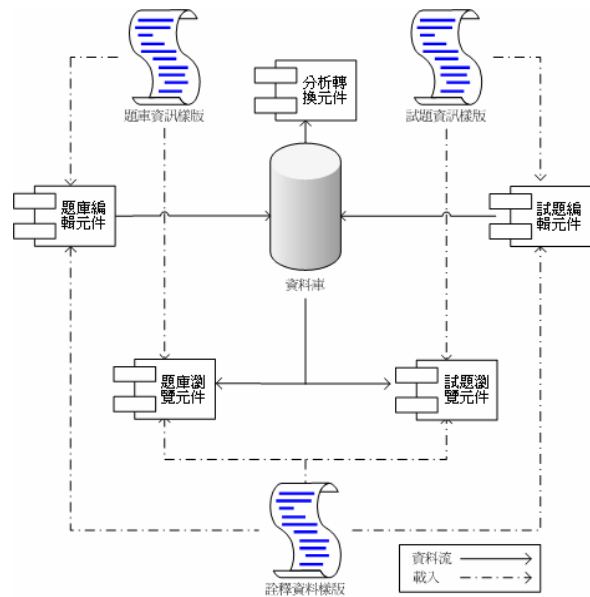 題庫資訊樣版
分析轉
換元件
試題資訊樣版
題庫編
輯元件
資料庫
試題編
輯元件
題庫瀏
覽元件
試題瀏
覽元件
詮釋資料樣版
資料流
載入